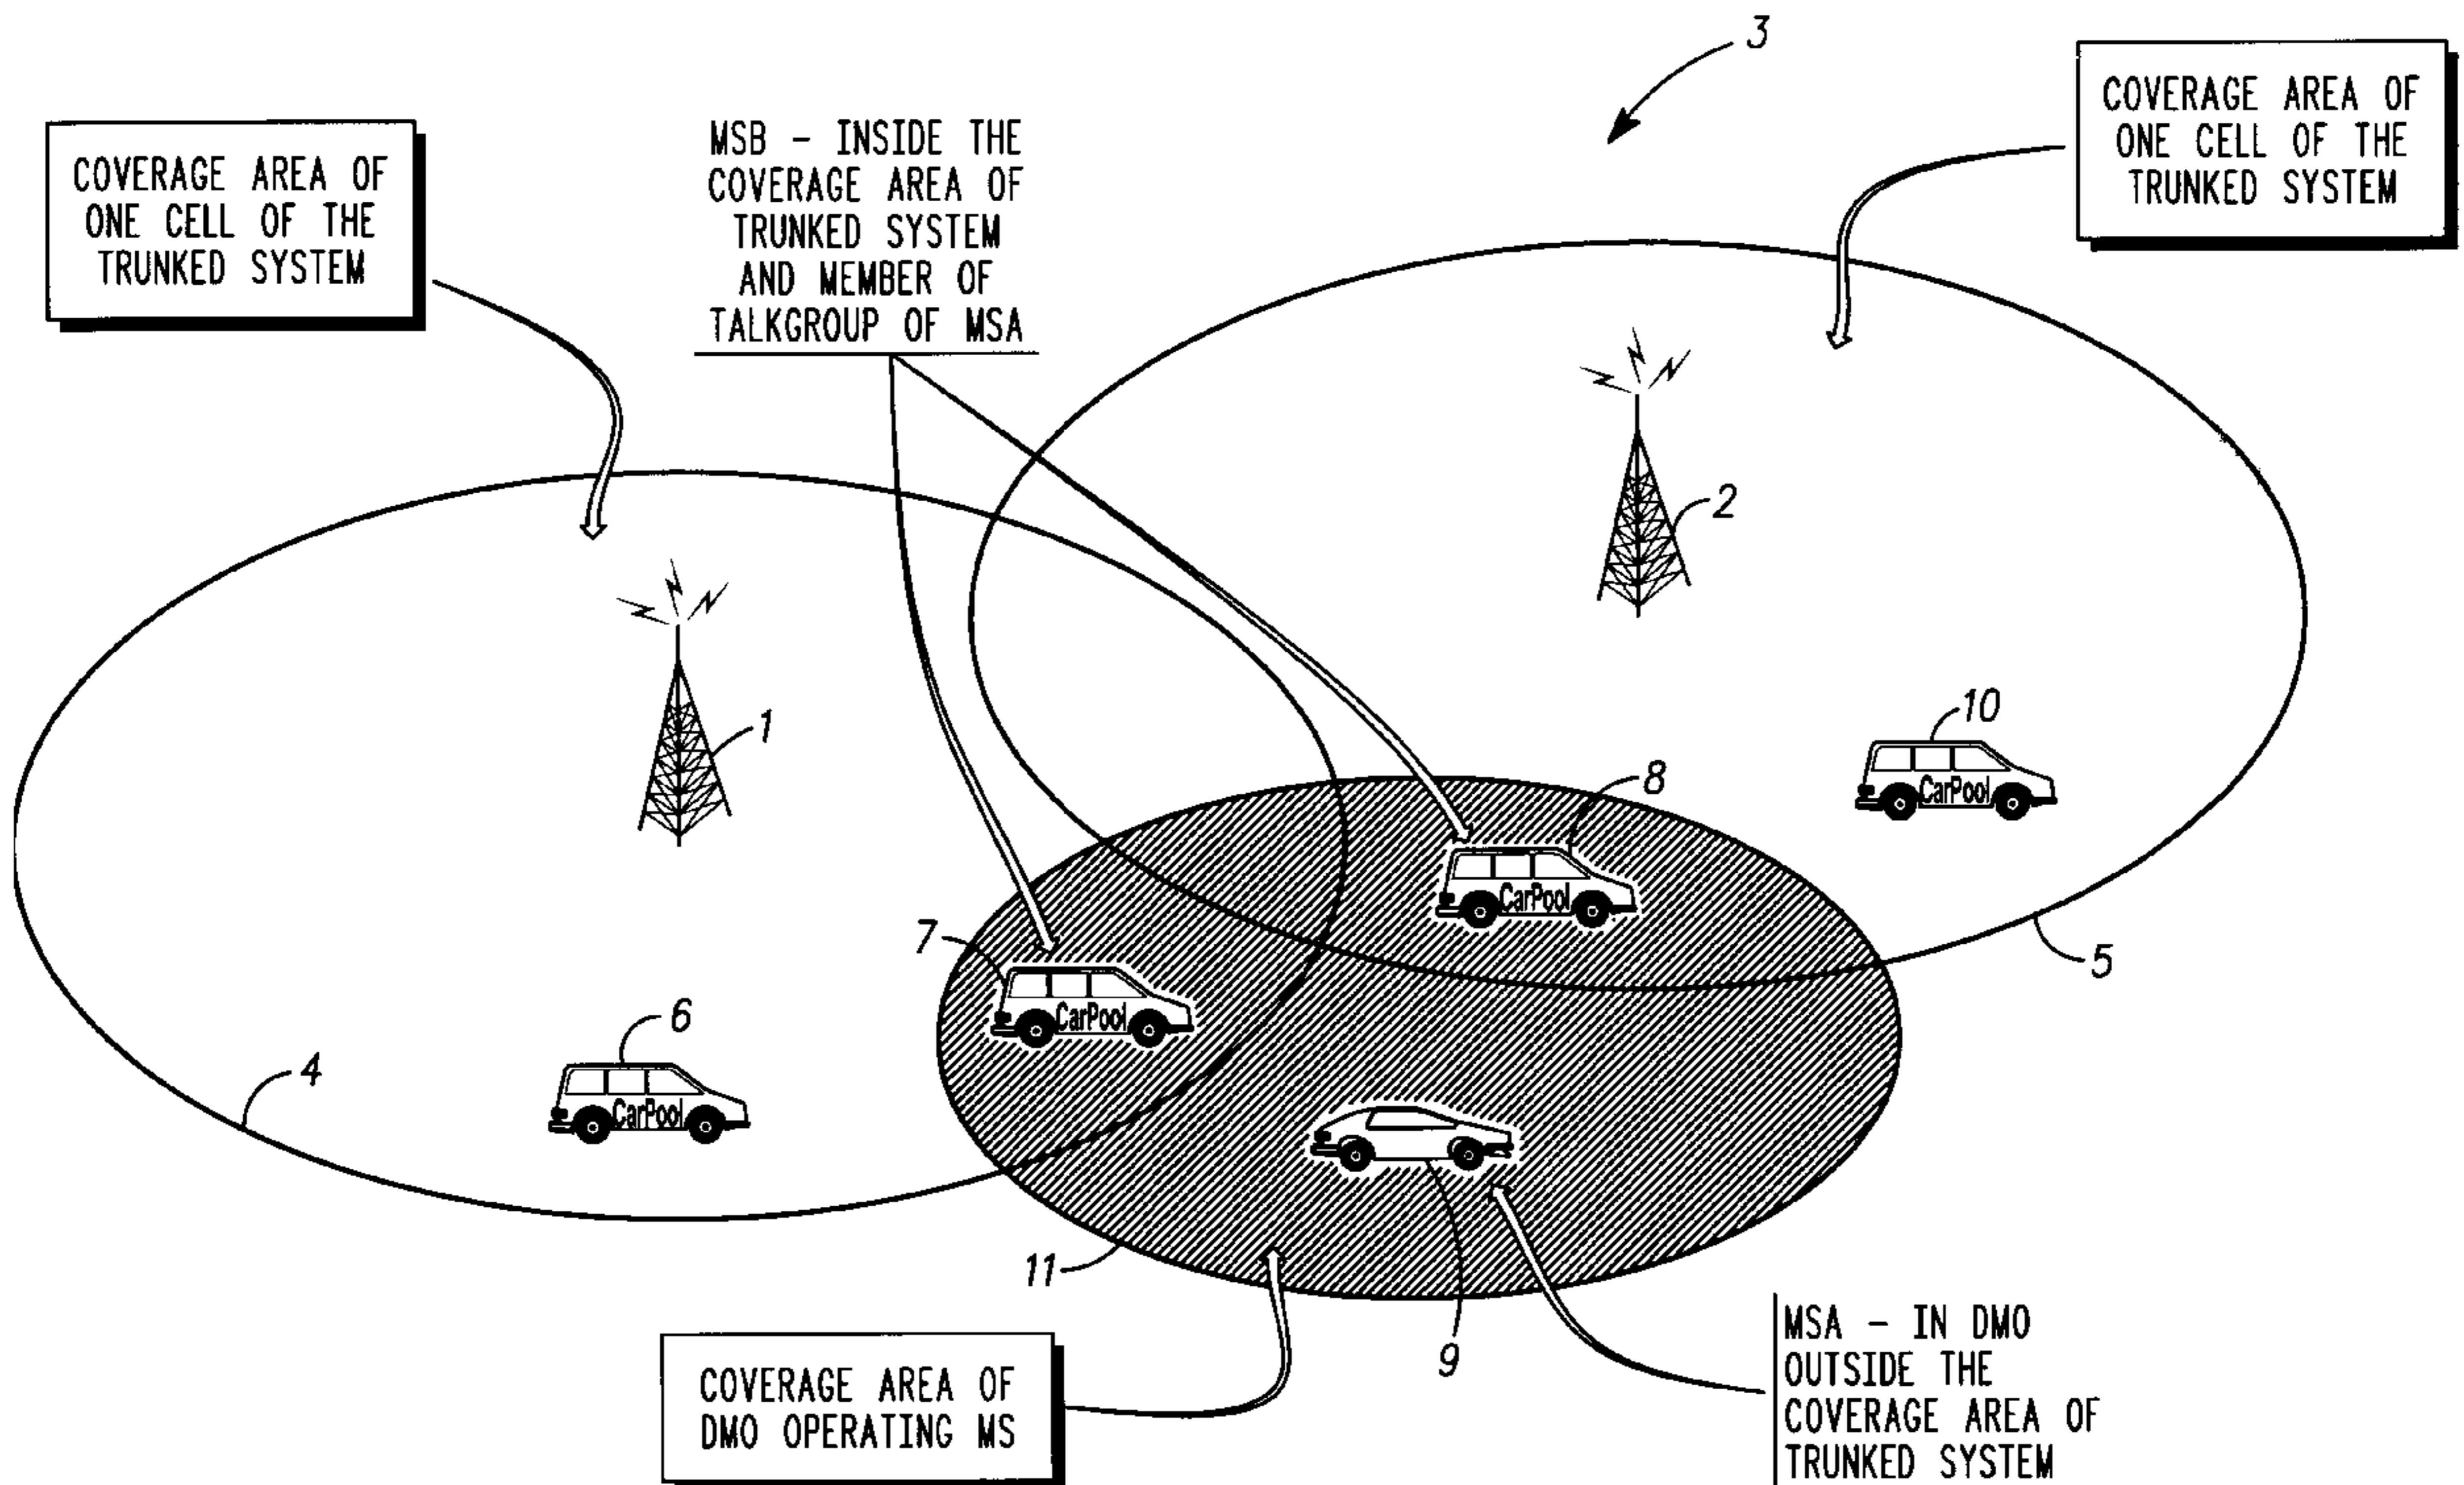 3
COVERAGE AREA OF
ONE CELL OF THE
TRUNKED SYSTEM
MSB - INSIDE THE
COVERAGE AREA OF
TRUNKED SYSTEM
AND MEMBER OF
TALKGROUP OF MSA
COVERAGE AREA OF
ONE CELL OF THE
TRUNKED SYSTEM
2
1
10
CarPool
8
CarPool
7
CarPool
5
6
CarPool
4
11
9
COVERAGE AREA OF
DMO OPERATING MS
MSA - IN DMO
OUTSIDE THE
COVERAGE AREA OF
TRUNKED SYSTEM